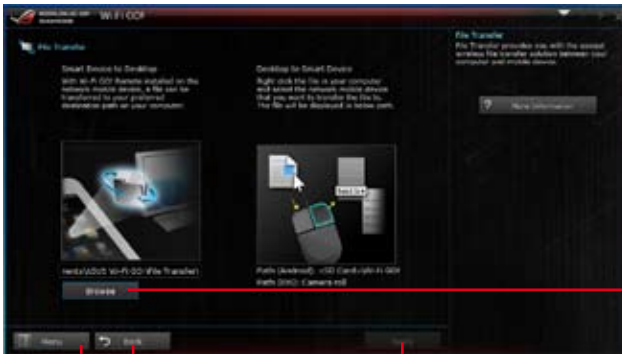 Wi-Fi GO!
File Transfer
Smart Device to Desktop
With Wi-Fi GO! Remote installed on the
network mobile device, a file can be
transferred to your preferred
destination path on your computer.
Browse
Desktop to Smart Device
Right click the file in your computer
and select the network mobile device
that you want to transfer the file to.
The file will be displayed in below path.
Path (Android): <SD Card>\Wi-Fi GO!
Path (iOS): Camera roll
File Transfer
File Transfer provides you with the easiest
wireless file transfer solution between your
computer and mobile device.
? More Information
Menu
Back
Apply